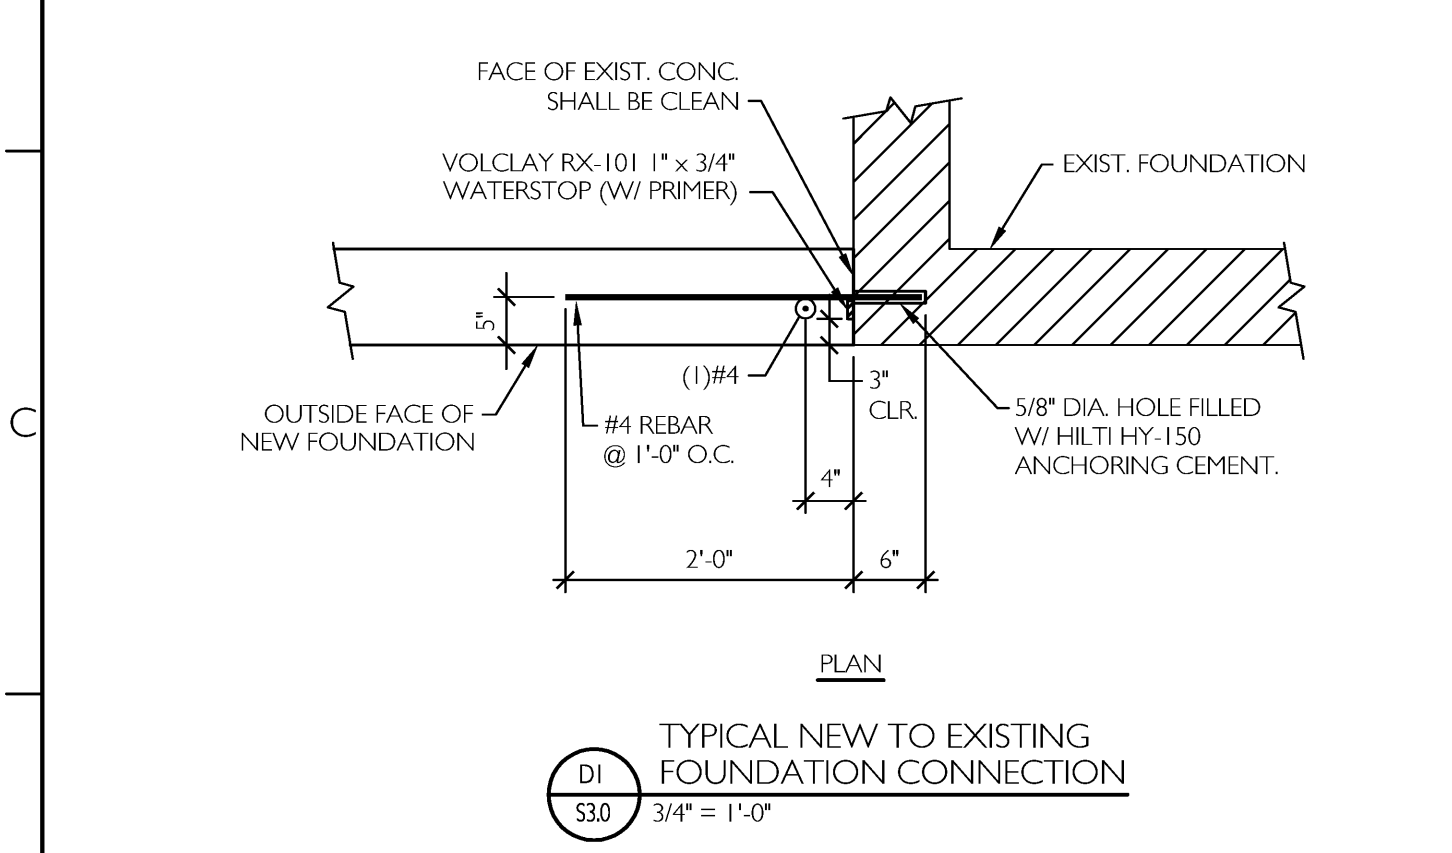 FACE OF EXIST. CONC.
SHALL BE CLEAN
VOLCLAY RX-101 1" x 3/4"
WATERSTOP (W/ PRIMER)
EXIST. FOUNDATION
5"
(1)#4
3"
CLR.
OUTSIDE FACE OF
NEW FOUNDATION
#4 REBAR
@ 1'-0" O.C.
5/8" DIA. HOLE FILLED
W/ HILTI HY-150
ANCHORING CEMENT.
C
4"
2'-0"
6"
PLAN
TYPICAL NEW TO EXISTING
FOUNDATION CONNECTION
D1
S3.0
3/4" = 1'-0"